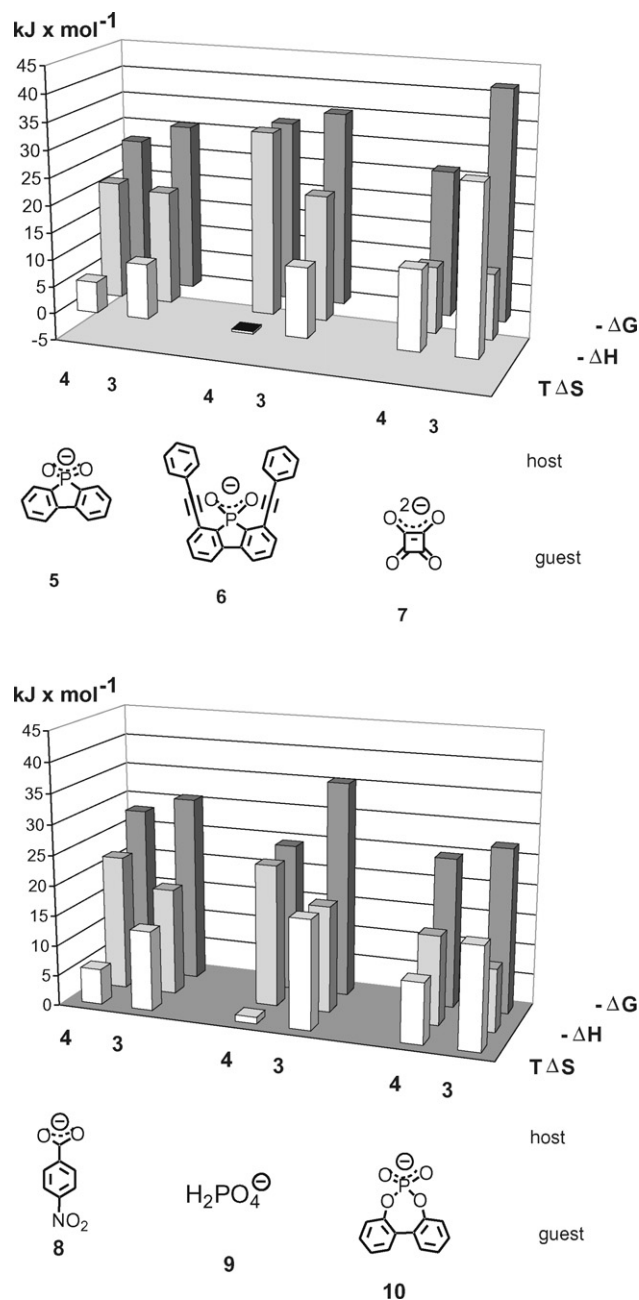 kJ x mol-1
45
40
35
30
25
20
15
10
5
0
-5
- ΔG
- ΔH
T ΔS
4 3 4 3 4 3
host
O P O
⊖
5
O P O
⊖
6
2⊖
O O
-
O O
7
guest
kJ x mol-1
45
40
35
30
25
20
15
10
5
0
- ΔG
- ΔH
T ΔS
4 3 4 3 4 3
host
⊖
O O
NO2
8
H2PO4⊖
9
⊖
O O
P
O O
10
guest